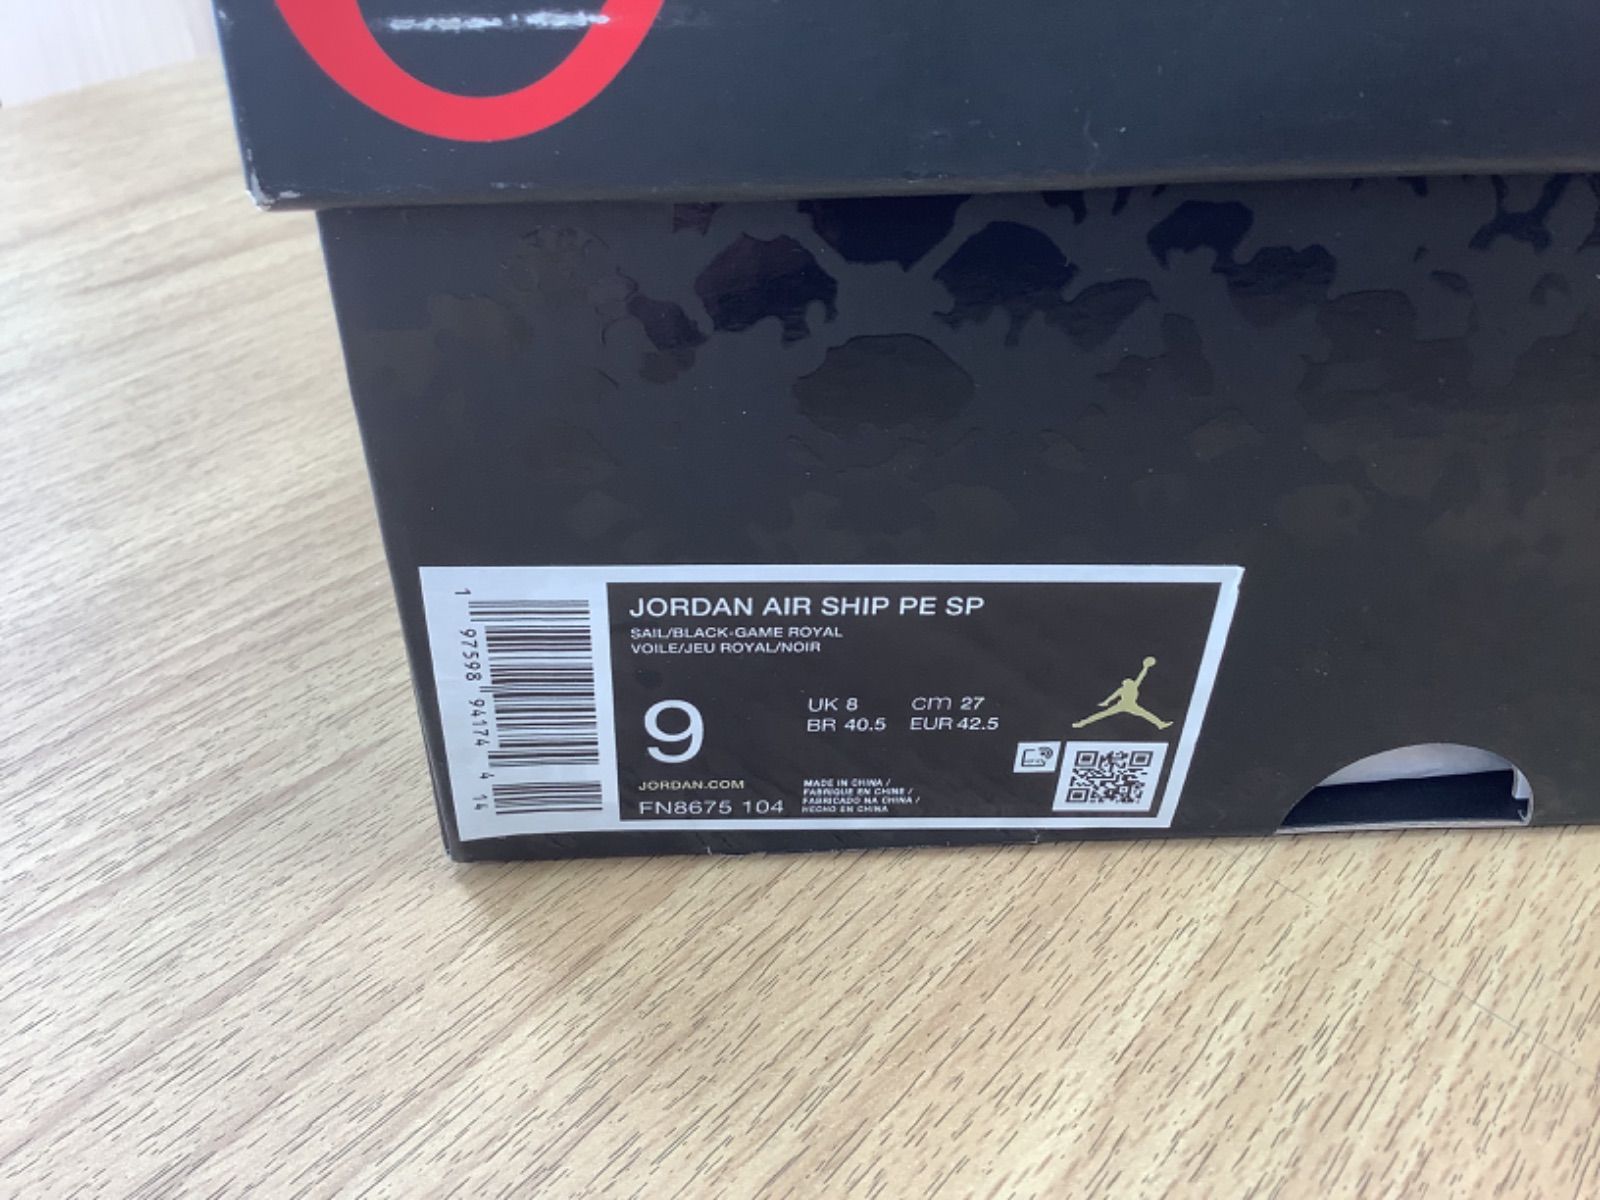 JORDAN AIR SHIP PE SP
SAIL/BLACK-GAME ROYAL
VOILE/JEU ROYAL/NOIR
9
UK 8 cm 27
BR 40.5 EUR 42.5
JORDAN.COM
FN8675 104
MADE IN CHINA /
FABRIQUE EN CHINE /
FABRICADO NA CHINA /
HECHO EN CHINA
1 97598 94174 4 14